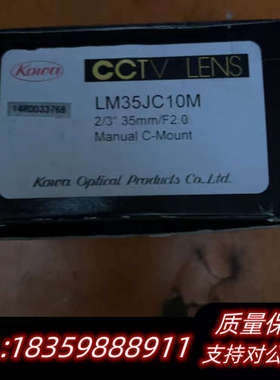 Kowa
CCTV LENS
14R0033768
LM35JC10M
2/3" 35mm/F2.0
Manual C-Mount
Kowa Optical Products Co.,Ltd.
质量保
:18359888911
支持对公